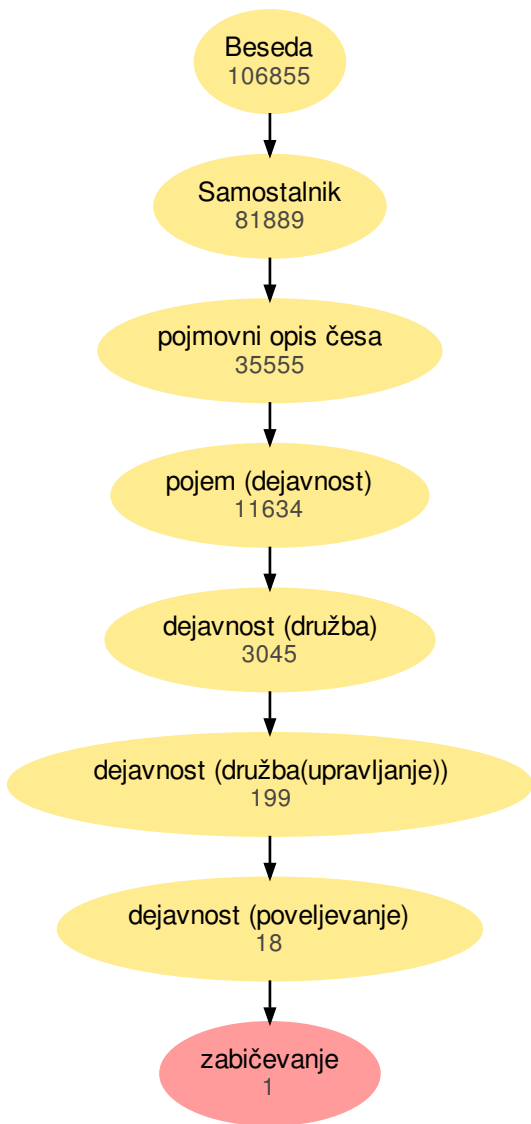 Beseda
106855
Samostalnik
81889
pojmovni opis česa
35555
pojem (dejavnost)
11634
dejavnost (družba)
3045
dejavnost (družba(upravljanje))
199
dejavnost (poveljevanje)
18
zabičevanje
1